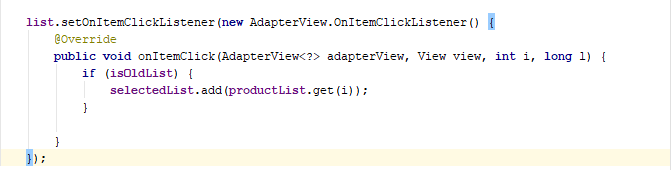 list.setOnItemClickListener(new AdapterView.OnItemClickListener() {
@Override
public void onItemClick(AdapterView<?> adapterView, View view, int i, long l) {
if (isOldList) {
selectedList.add(productList.get(i));
}
}
});